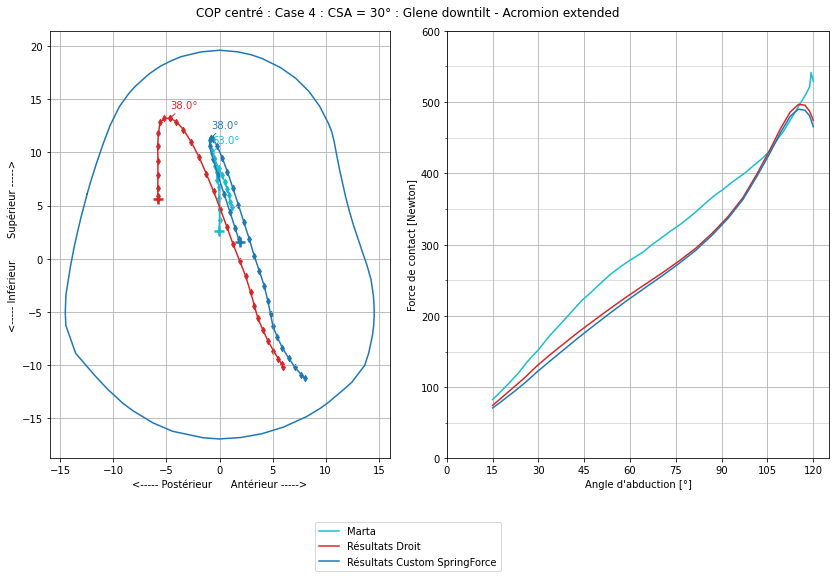 COP centré : Case 4 : CSA = 30° : Glene downtilt - Acromion extended
20
15
10
5
0
−5
−10
−15
<----- Inférieur Supérieur ----->
38.0°
38.0°
63.0°
−15 −10 −5 0 5 10 15
<----- Postérieur Antérieur ----->
600
500
400
300
200
100
0
Force de contact [Newton]
0 15 30 45 60 75 90 105 120
Angle d'abduction [°]
Marta
Résultats Droit
Résultats Custom SpringForce